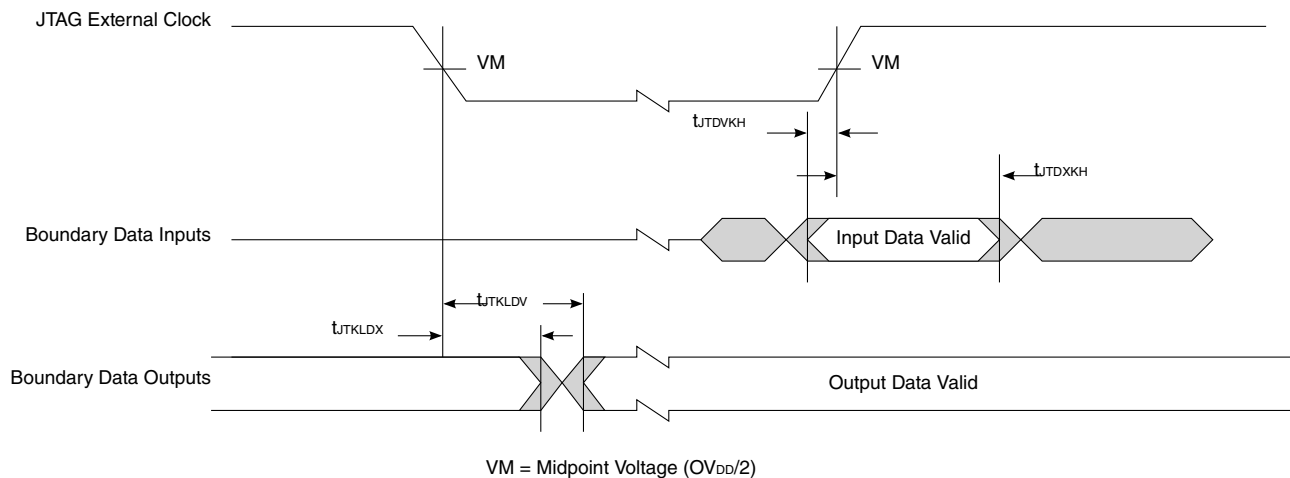 JTAG External Clock
VM
VM
tJTDVKH
tJTDXKH
Boundary Data Inputs
Input Data Valid
tJTKLDV
tJTKLDX
Boundary Data Outputs
Output Data Valid
VM = Midpoint Voltage (OVDD/2)